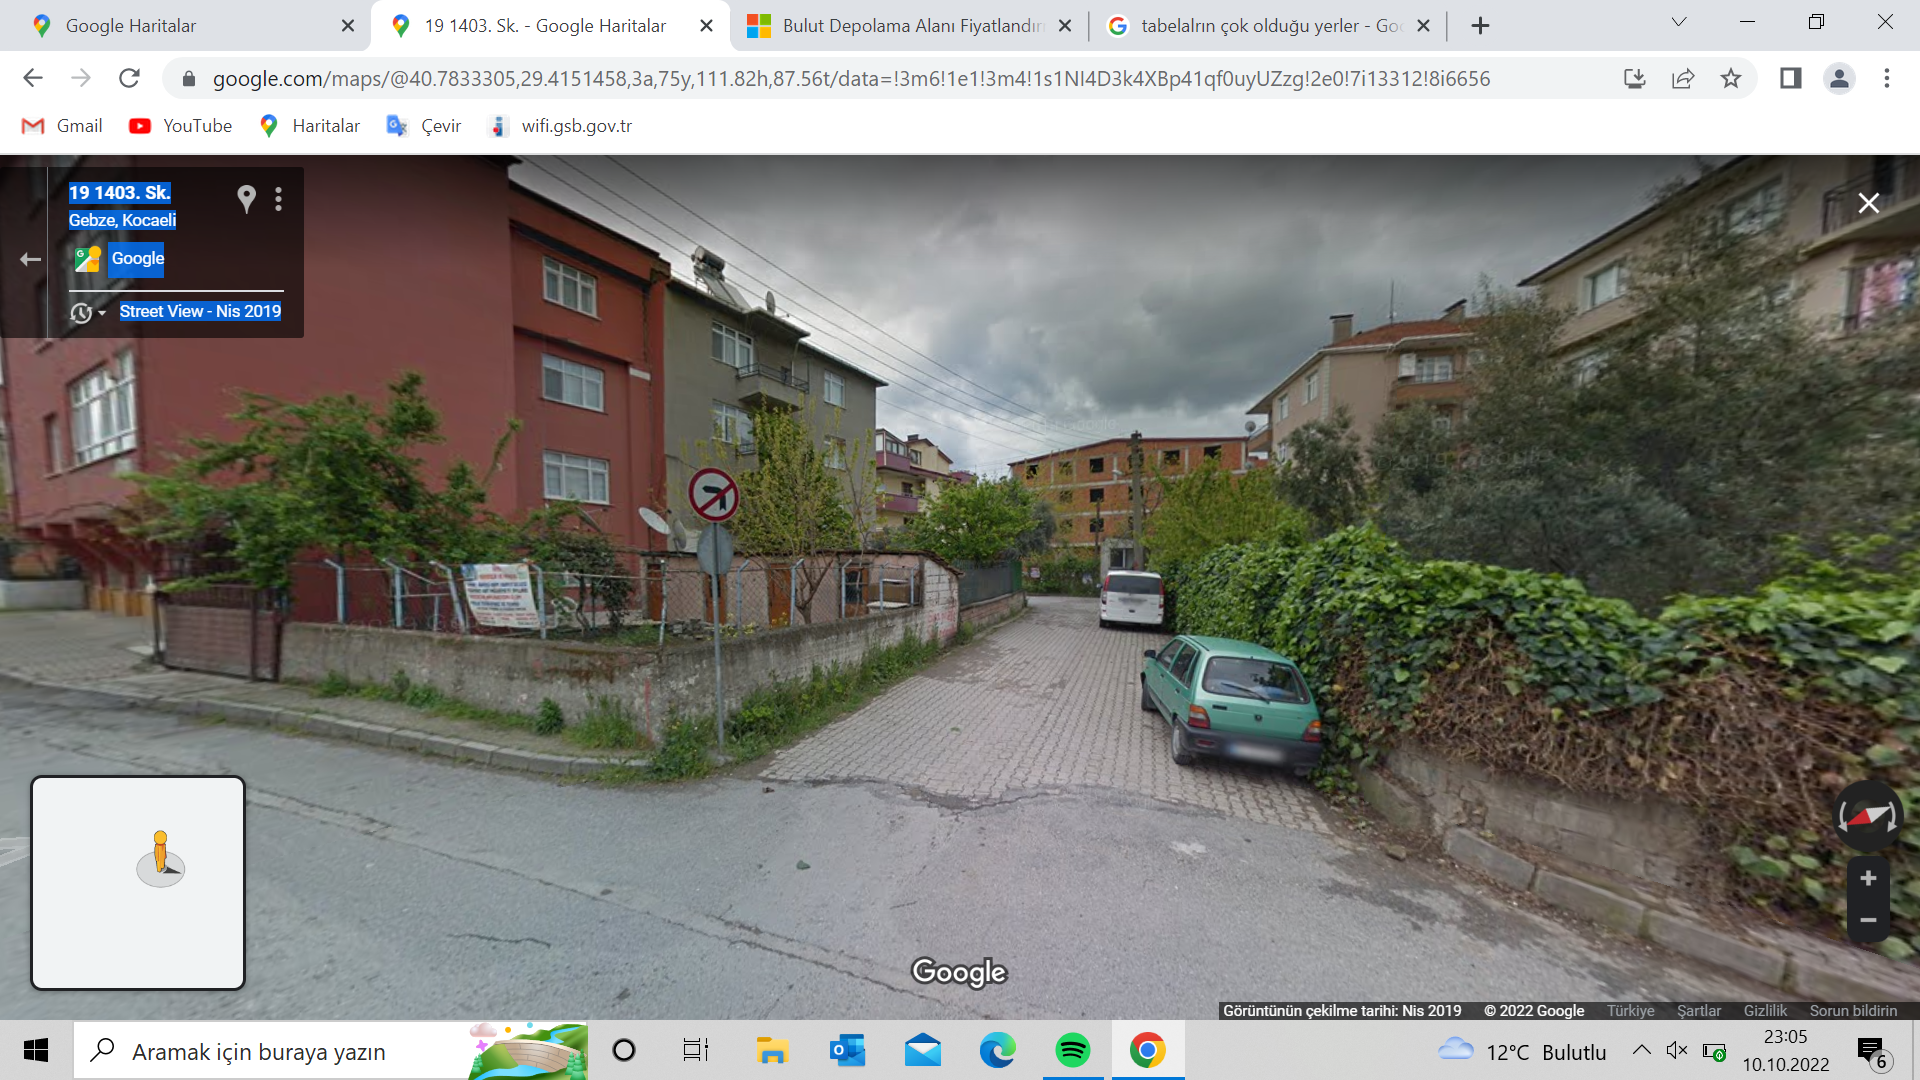 Google Haritalar
19 1403. Sk. - Google Haritalar
Bulut Depolama Alanı Fiyatlandır
tabelalrın çok olduğu yerler - Goo
google.com/maps/@40.7833305,29.4151458,3a,75y,111.82h,87.56t/data=!3m6!1e1!3m4!1s1NI4D3k4XBp41qf0uyUZzg!2e0!7i13312!8i6656
Gmail
YouTube
Haritalar
Çevir
wifi.gsb.gov.tr
19 1403. Sk.
Gebze, Kocaeli
Google
Street View - Nis 2019
Google
Görüntünün çekilme tarihi: Nis 2019 © 2022 Google Türkiye Şartlar Gizlilik Sorun bildirin
Aramak için buraya yazın
12°C Bulutlu
23:05
10.10.2022
6